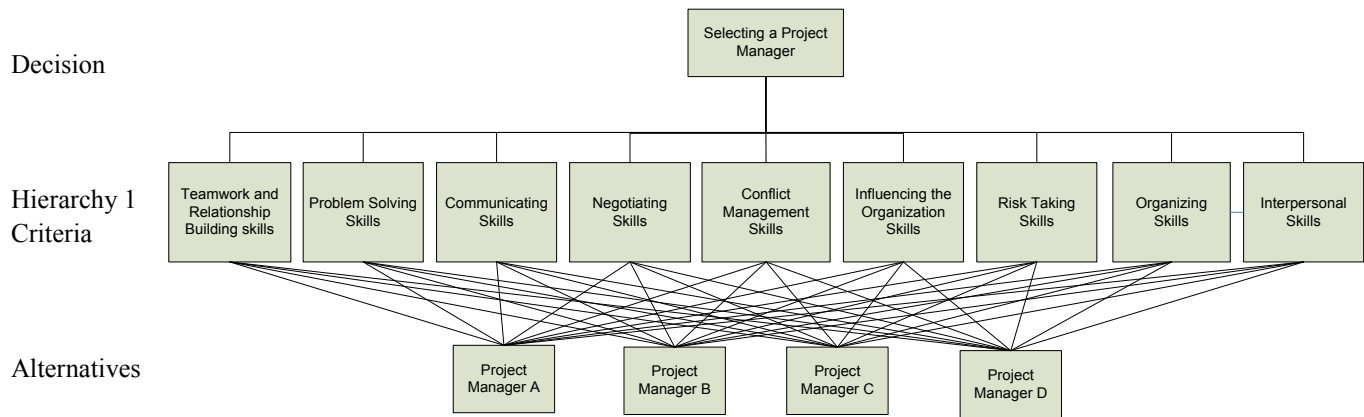 Decision
Selecting a Project
Manager
Hierarchy 1
Criteria
Teamwork and
Relationship
Building skills
Problem Solving
Skills
Communicating
Skills
Negotiating
Skills
Conflict
Management
Skills
Influencing the
Organization
Skills
Risk Taking
Skills
Organizing
Skills
Interpersonal
Skills
Alternatives
Project
Manager A
Project
Manager B
Project
Manager C
Project
Manager D